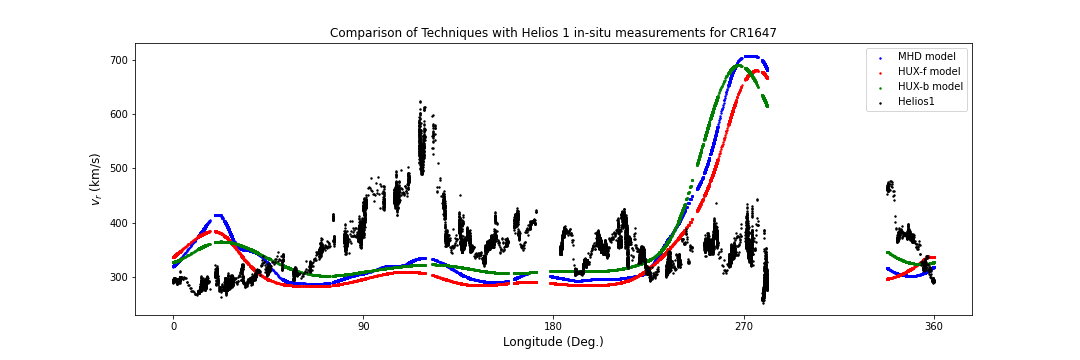 Comparison of Techniques with Helios 1 in-situ measurements for CR1647
MHD model
HUX-f model
HUX-b model
Helios1
700
600
500
400
300
v_r (km/s)
0 90 180 270 360
Longitude (Deg.)